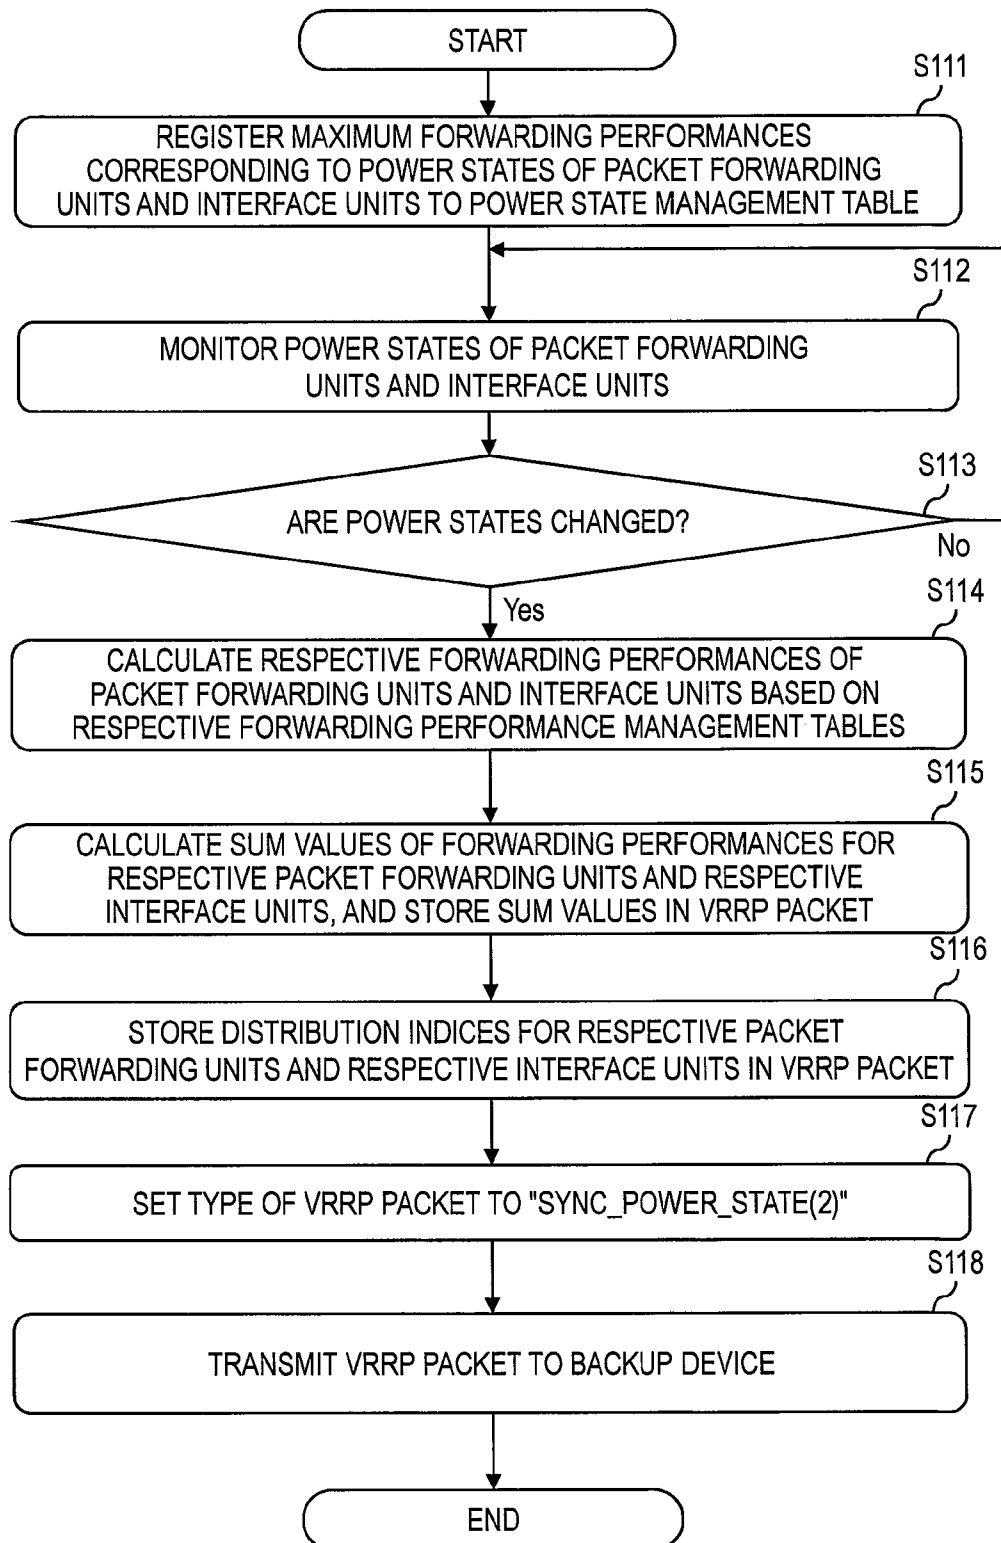 START
S111
REGISTER MAXIMUM FORWARDING PERFORMANCES
CORRESPONDING TO POWER STATES OF PACKET FORWARDING
UNITS AND INTERFACE UNITS TO POWER STATE MANAGEMENT TABLE
S112
MONITOR POWER STATES OF PACKET FORWARDING
UNITS AND INTERFACE UNITS
S113
ARE POWER STATES CHANGED?
No
Yes
S114
CALCULATE RESPECTIVE FORWARDING PERFORMANCES OF
PACKET FORWARDING UNITS AND INTERFACE UNITS BASED ON
RESPECTIVE FORWARDING PERFORMANCE MANAGEMENT TABLES
S115
CALCULATE SUM VALUES OF FORWARDING PERFORMANCES FOR
RESPECTIVE PACKET FORWARDING UNITS AND RESPECTIVE
INTERFACE UNITS, AND STORE SUM VALUES IN VRRP PACKET
S116
STORE DISTRIBUTION INDICES FOR RESPECTIVE PACKET
FORWARDING UNITS AND RESPECTIVE INTERFACE UNITS IN VRRP PACKET
S117
SET TYPE OF VRRP PACKET TO "SYNC_POWER_STATE(2)"
S118
TRANSMIT VRRP PACKET TO BACKUP DEVICE
END